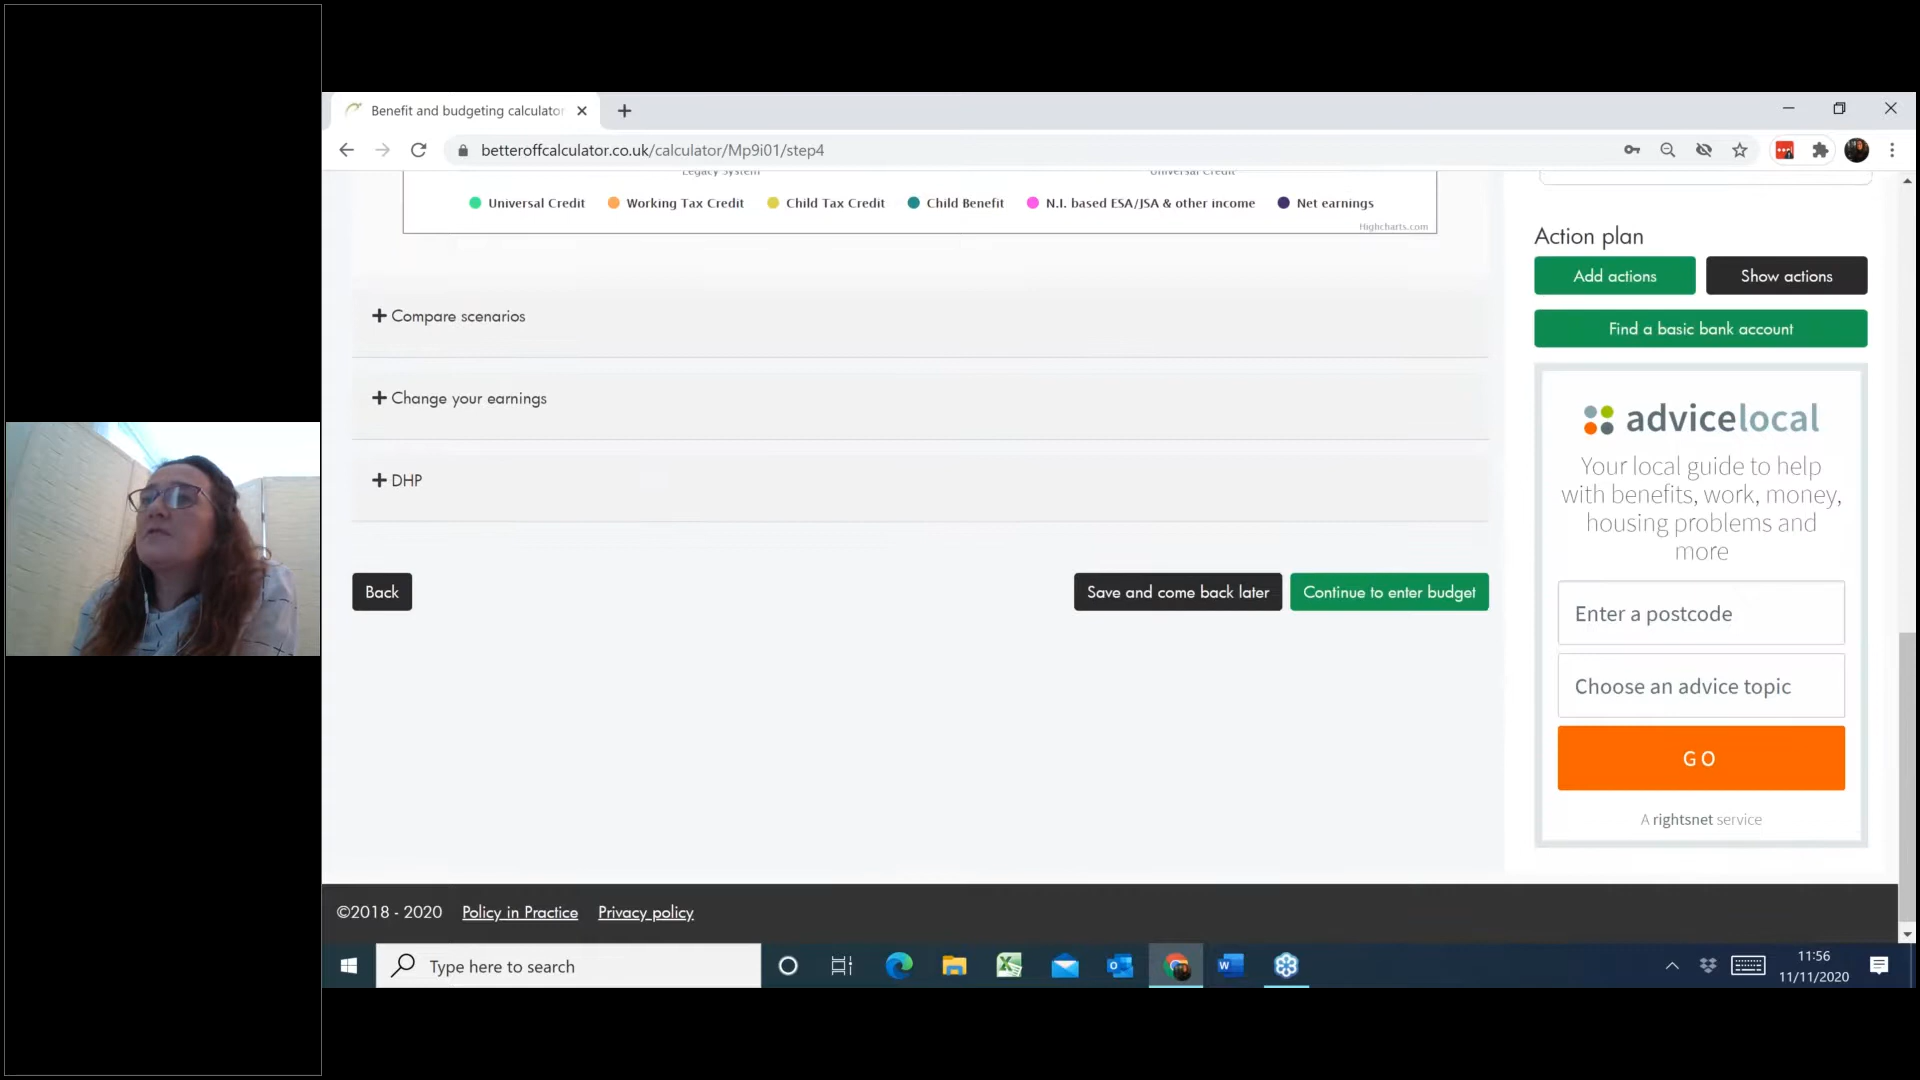 Benefit and budgeting calculator
betteroffcalculator.co.uk/calculator/Mp9i01/step4
Legacy System
Universal Credit
Universal Credit
Working Tax Credit
Child Tax Credit
Child Benefit
N.I. based ESA/JSA & other income
Net earnings
Highcharts.com
Compare scenarios
Change your earnings
DHP
Back
Save and come back later
Continue to enter budget
Action plan
Add actions
Show actions
Find a basic bank account
advicelocal
Your local guide to help
with benefits, work, money,
housing problems and
more
Enter a postcode
Choose an advice topic
GO
A rightsnet service
©2018 - 2020
Policy in Practice
Privacy policy
Type here to search
11:56
11/11/2020